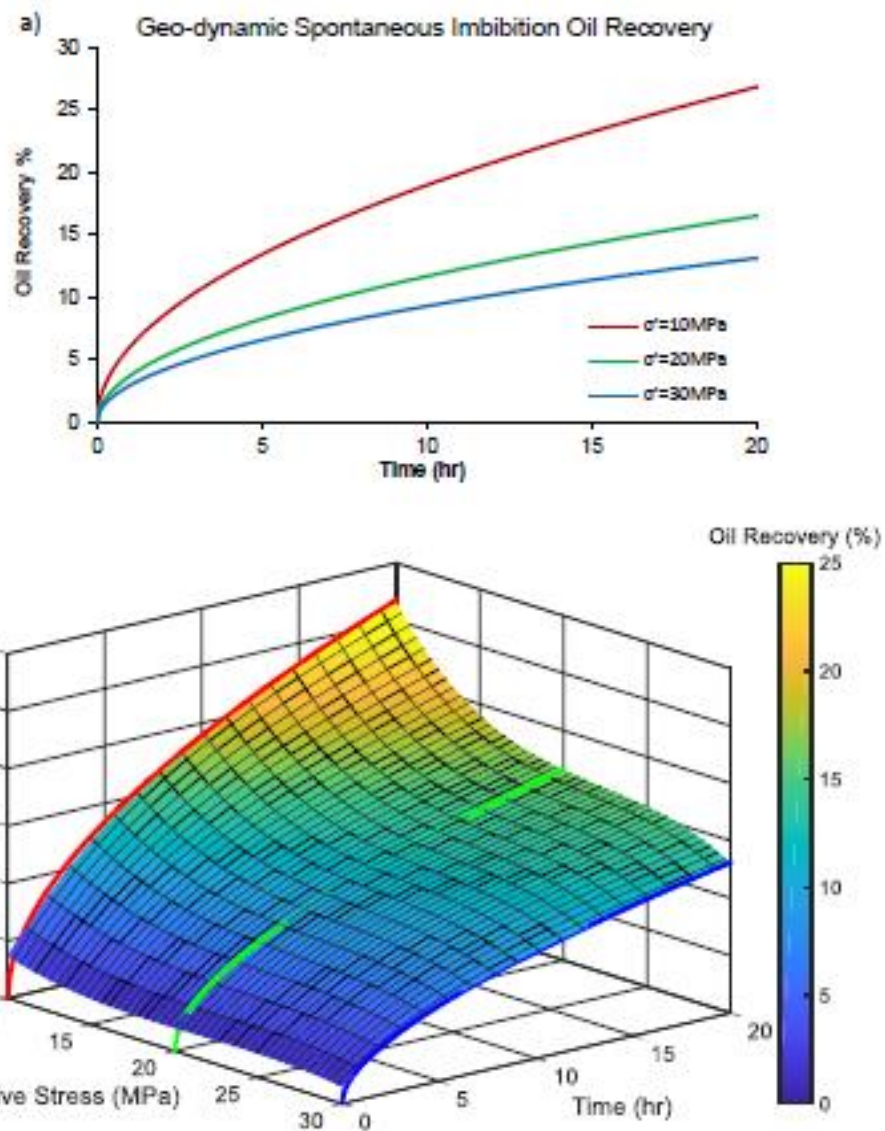 a) Geo-dynamic Spontaneous Imbibition Oil Recovery
30
25
20
15
10
5
0
Oil Recovery %
0 5 10 15 20
Time (hr)
σ'=10MPa
σ'=20MPa
σ'=30MPa
Oil Recovery (%)
25
20
15
10
5
0
15
20
25
30
ve Stress (MPa)
0
5
10
15
20
Time (hr)